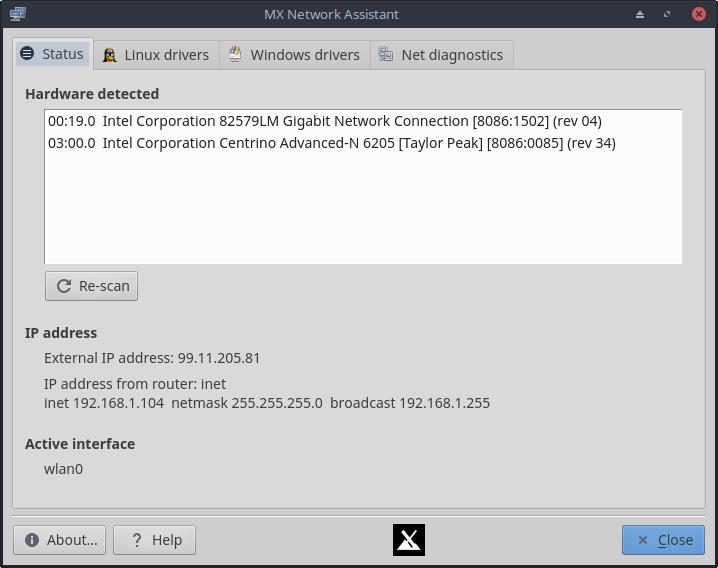 MX Network Assistant
Status Linux drivers Windows drivers Net diagnostics
Hardware detected
00:19.0 Intel Corporation 82579LM Gigabit Network Connection [8086:1502] (rev 04)
03:00.0 Intel Corporation Centrino Advanced-N 6205 [Taylor Peak] [8086:0085] (rev 34)
Re-scan
IP address
External IP address: 99.11.205.81
IP address from router: inet
inet 192.168.1.104 netmask 255.255.255.0 broadcast 192.168.1.255
Active interface
wlan0
About... ? Help Close